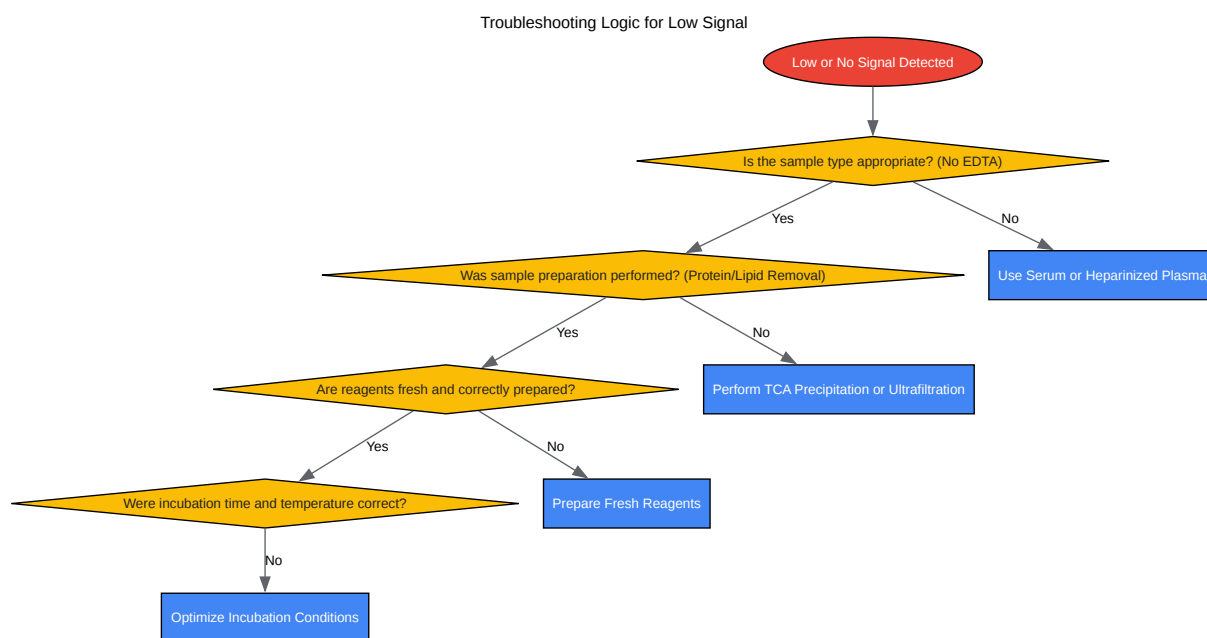 Troubleshooting Logic for Low Signal
Low or No Signal Detected
Is the sample type appropriate? (No EDTA)
Yes
No
Was sample preparation performed? (Protein/Lipid Removal)
Use Serum or Heparinized Plasma
Yes
No
Are reagents fresh and correctly prepared?
Perform TCA Precipitation or Ultrafiltration
Yes
No
Were incubation time and temperature correct?
Prepare Fresh Reagents
No
Optimize Incubation Conditions